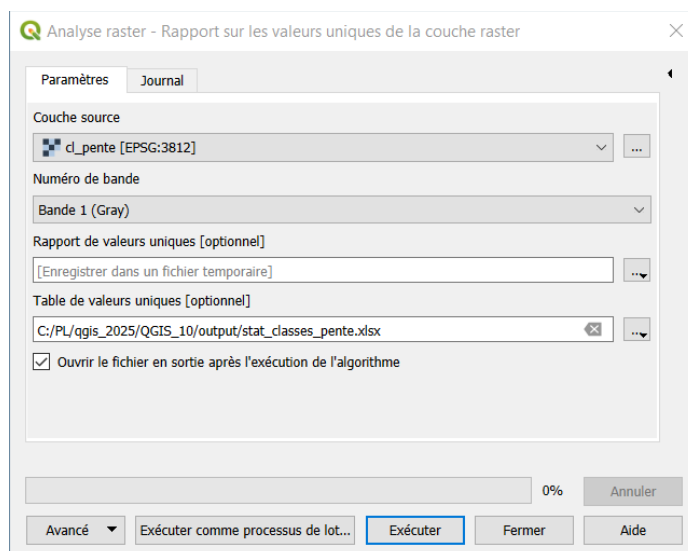 Analyse raster - Rapport sur les valeurs uniques de la couche raster
Paramètres Journal
Couche source
cl_pente [EPSG:3812] ...
Numéro de bande
Bande 1 (Gray)
Rapport de valeurs uniques [optionnel]
[Enregistrer dans un fichier temporaire] ...
Table de valeurs uniques [optionnel]
C:/PL/qgis_2025/QGIS_10/output/stat_classes_pente.xlsx ...
Ouvrir le fichier en sortie après l'exécution de l'algorithme
0% Annuler
Avancé Exécuter comme processus de lot... Exécuter Fermer Aide